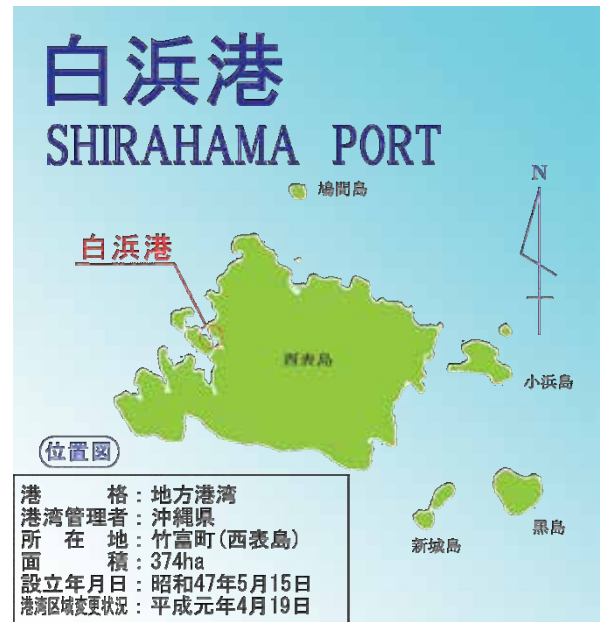 白浜港
SHIRAHAMA PORT
N
鳩間島
白浜港
西表島
小浜島
位置図
黒島
新城島
港格：地方港湾
港湾管理者：沖縄県
所在地：竹富町(西表島)
面積：374ha
設立年月日：昭和47年5月15日
港湾区域変更状況：平成元年4月19日